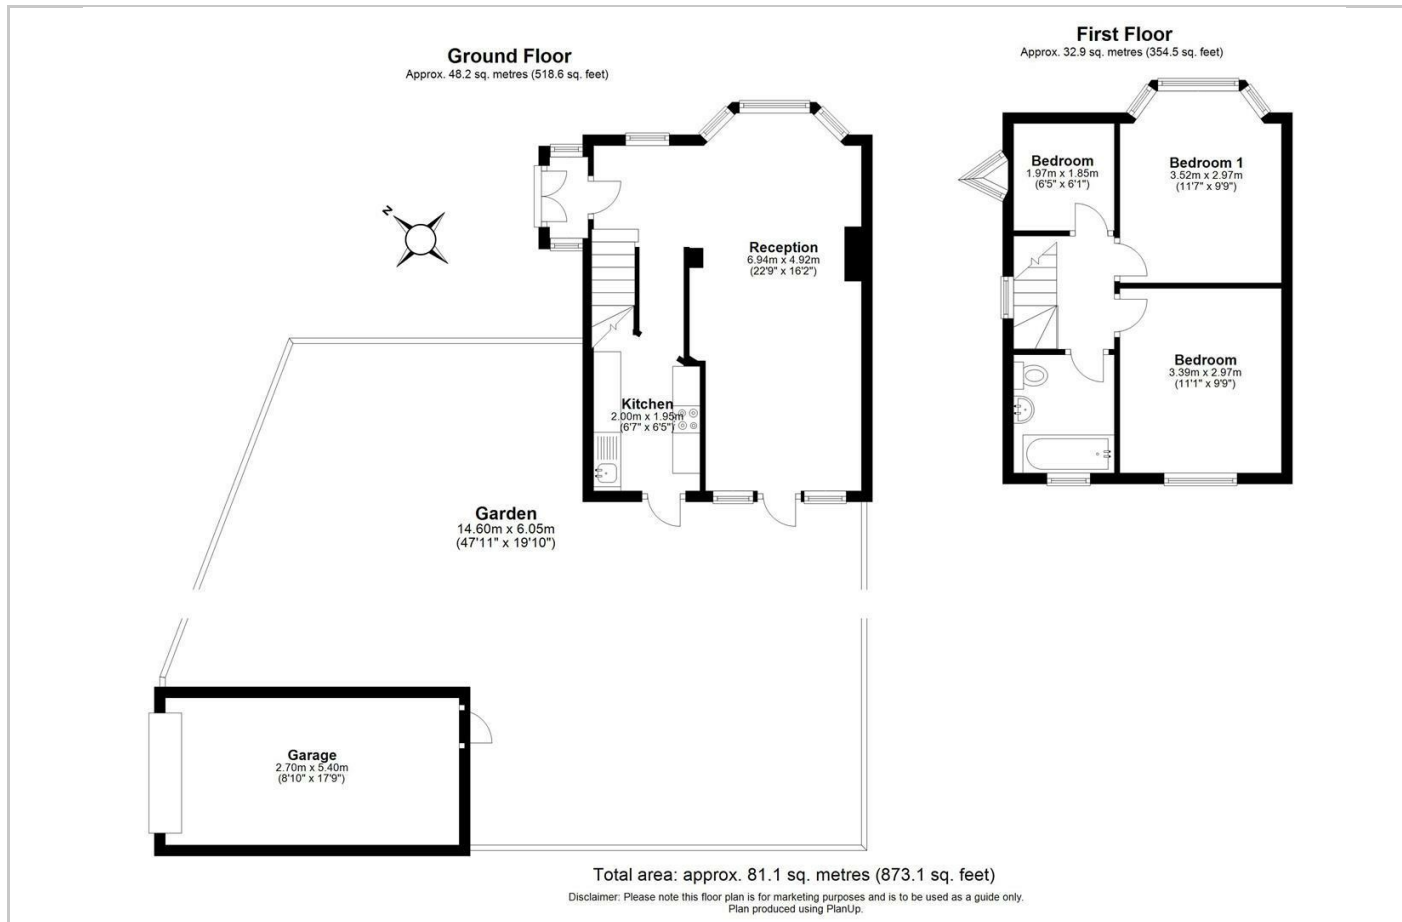 Ground Floor
Approx. 48.2 sq. metres (518.6 sq. feet)
First Floor
Approx. 32.9 sq. metres (354.5 sq. feet)
N
Reception
6.94m x 4.92m
(22'9" x 16'2")
Kitchen
2.00m x 1.95m
(6'7" x 6'5")
Garden
14.60m x 6.05m
(47'11" x 19'10")
Garage
2.70m x 5.40m
(8'10" x 17'9")
Bedroom
1.97m x 1.85m
(6'5" x 6'1")
Bedroom 1
3.52m x 2.97m
(11'7" x 9'9")
Bedroom
3.39m x 2.97m
(11'1" x 9'9")
Total area: approx. 81.1 sq. metres (873.1 sq. feet)
Disclaimer: Please note this floor plan is for marketing purposes and is to be used as a guide only.
Plan produced using PlanUp.